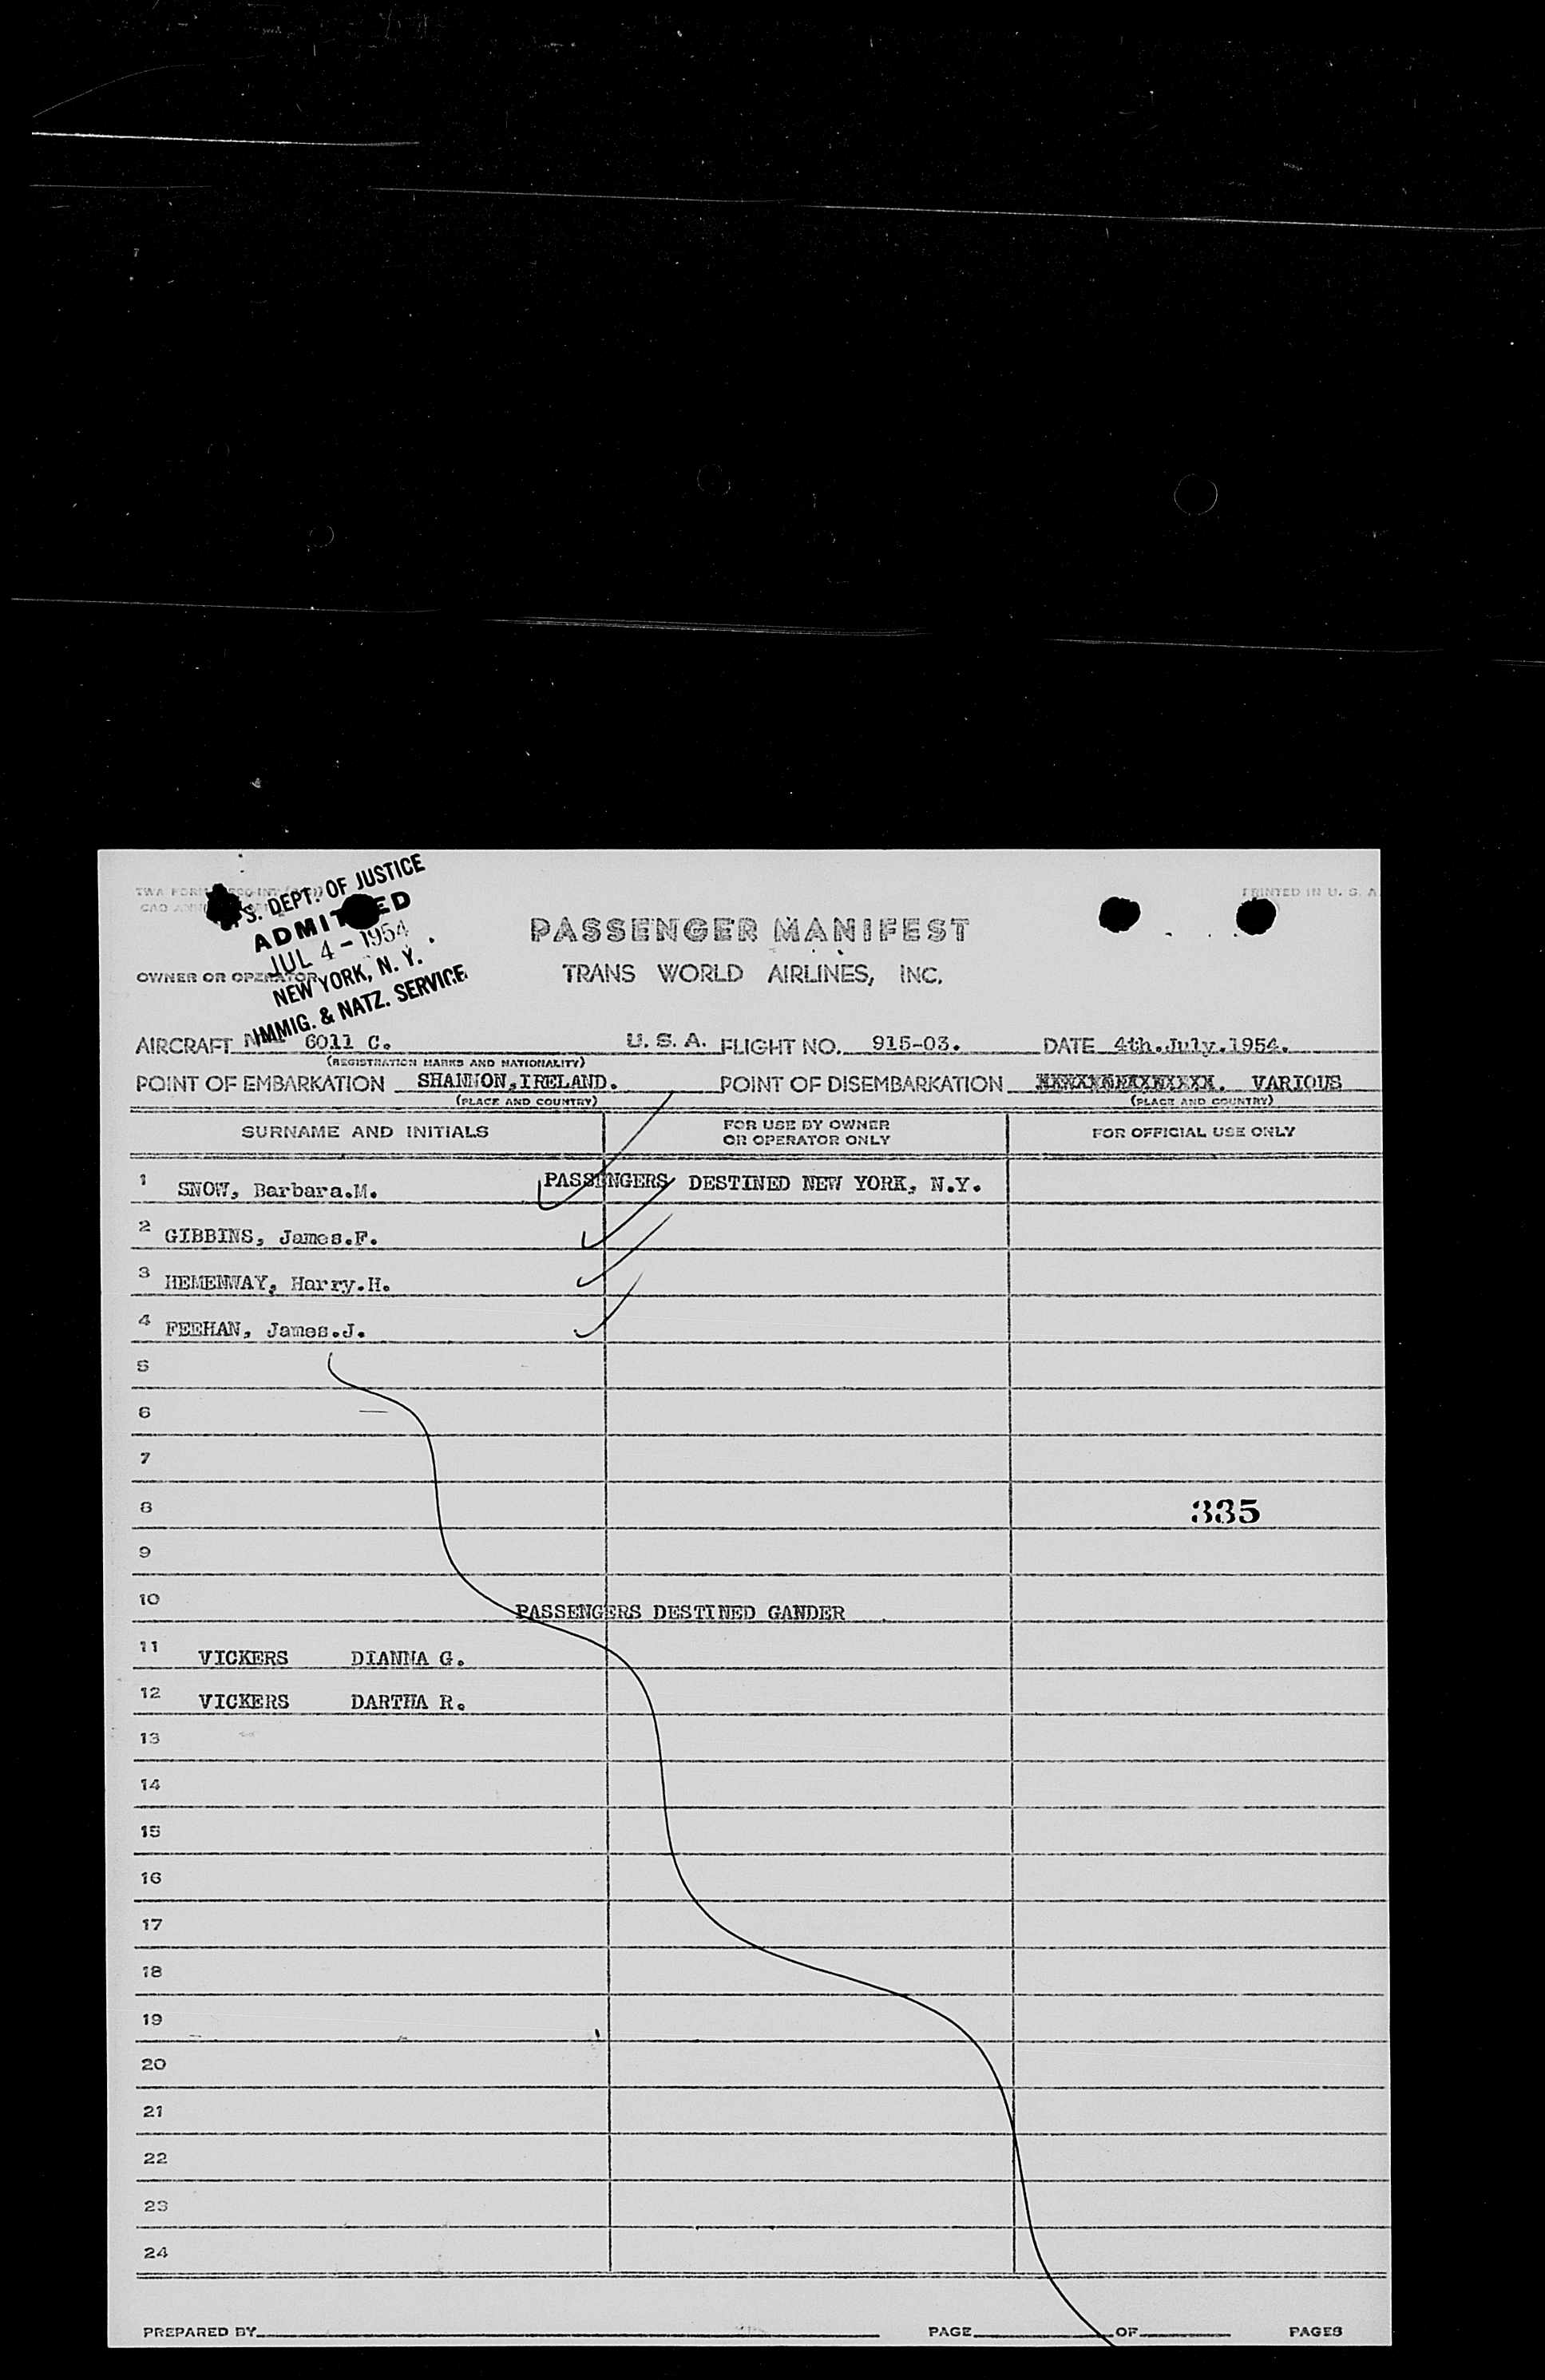 PRINTED IN U. S. A
S. DEPT. OF JUSTICE
ADMITTED
JUL 4 - 1954
NEW YORK, N. Y.
IMMIG. & NATZ. SERVICE
PASSENGER MANIFEST
OWNER OR OPERATOR
TRANS WORLD AIRLINES, INC.
AIRCRAFT N 6011 C. U. S. A. FLIGHT NO. 915-03. DATE 4th.July.1954.
(REGISTRATION MARKS AND NATIONALITY)
POINT OF EMBARKATION SHANNON,IRELAND. POINT OF DISEMBARKATION VARIOUS
(PLACE AND COUNTRY) (PLACE AND COUNTRY)
SURNAME AND INITIALS FOR USE BY OWNER OR OPERATOR ONLY FOR OFFICIAL USE ONLY
1 SNOW, Barbara.M. PASSENGERS DESTINED NEW YORK, N.Y.
2 GIBBINS, James.F.
3 HEMENWAY, Harry.H.
4 FEEHAN, James.J.
5
6
7
8 335
9
10 PASSENGERS DESTINED GANDER
11 VICKERS DIANNA G.
12 VICKERS DARTHA R.
13
14
15
16
17
18
19
20
21
22
23
24
PREPARED BY PAGE OF PAGES